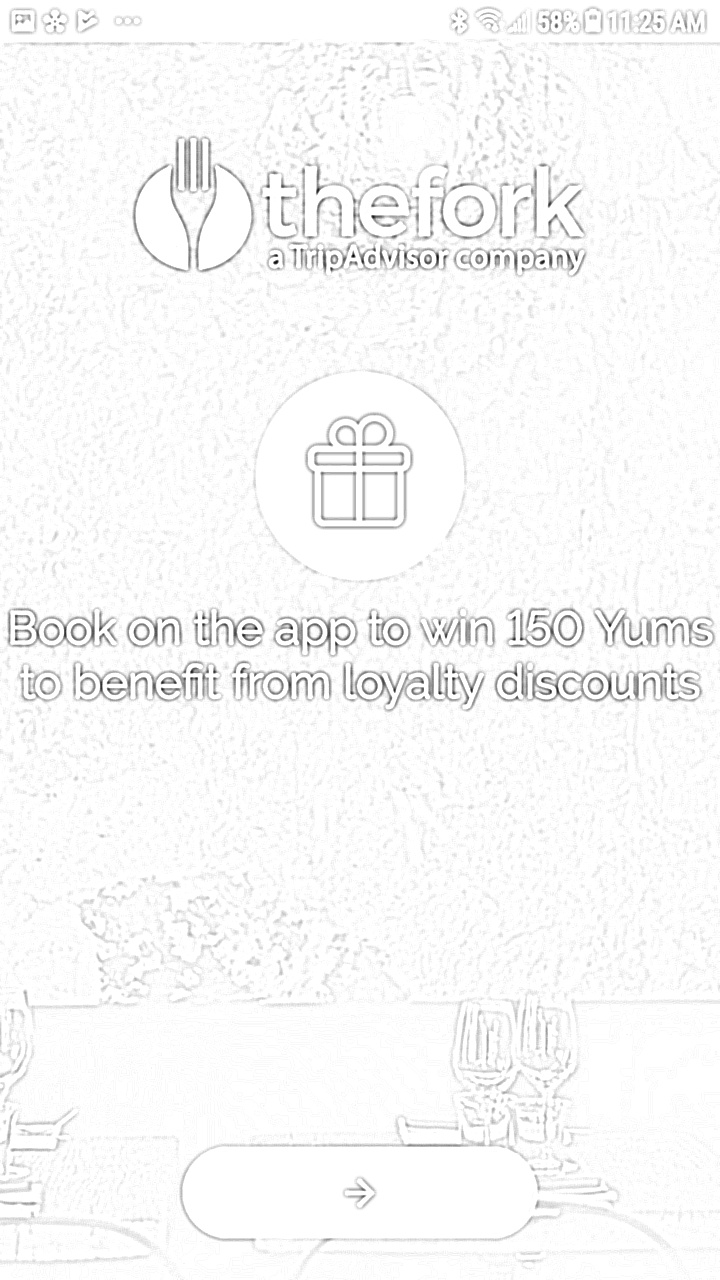 58% 11:25 AM
thefork
a TripAdvisor company
Book on the app to win 150 Yums
to benefit from loyalty discounts